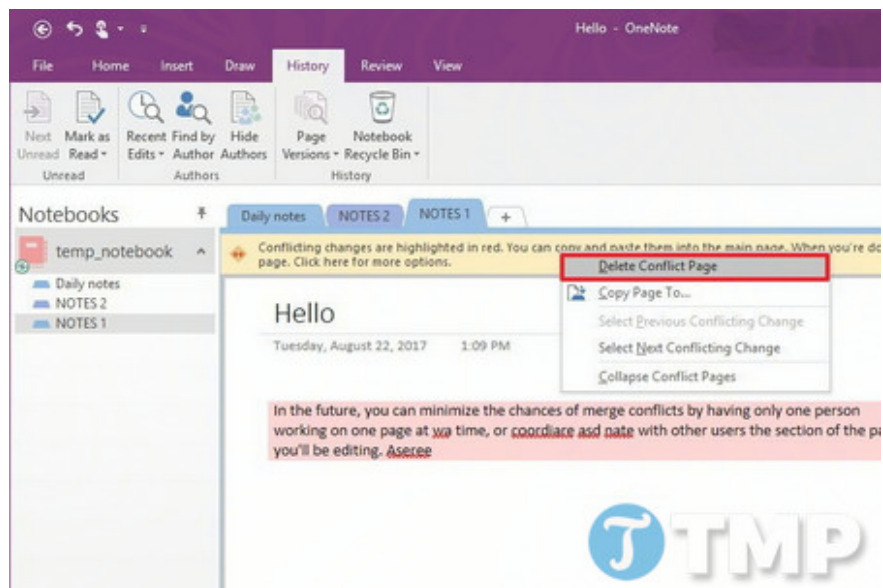 Hello - OneNote
File Home Insert Draw History Review View
Next Unread
Mark as Read
Recent Edits
Find by Author
Hide Authors
Page Versions
Notebook Recycle Bin
Unread Authors History
Notebooks
Daily notes NOTES 2 NOTES 1 +
temp_notebook
Daily notes
NOTES 2
NOTES 1
Conflicting changes are highlighted in red. You can copy and paste them into the main page. When you're do
page. Click here for more options.
Delete Conflict Page
Copy Page To...
Select Previous Conflicting Change
Select Next Conflicting Change
Collapse Conflict Pages
Hello
Tuesday, August 22, 2017 1:09 PM
In the future, you can minimize the chances of merge conflicts by having only one person
working on one page at wa time, or coordiare asd nate with other users the section of the pa
you'll be editing. Aseree
T TMP